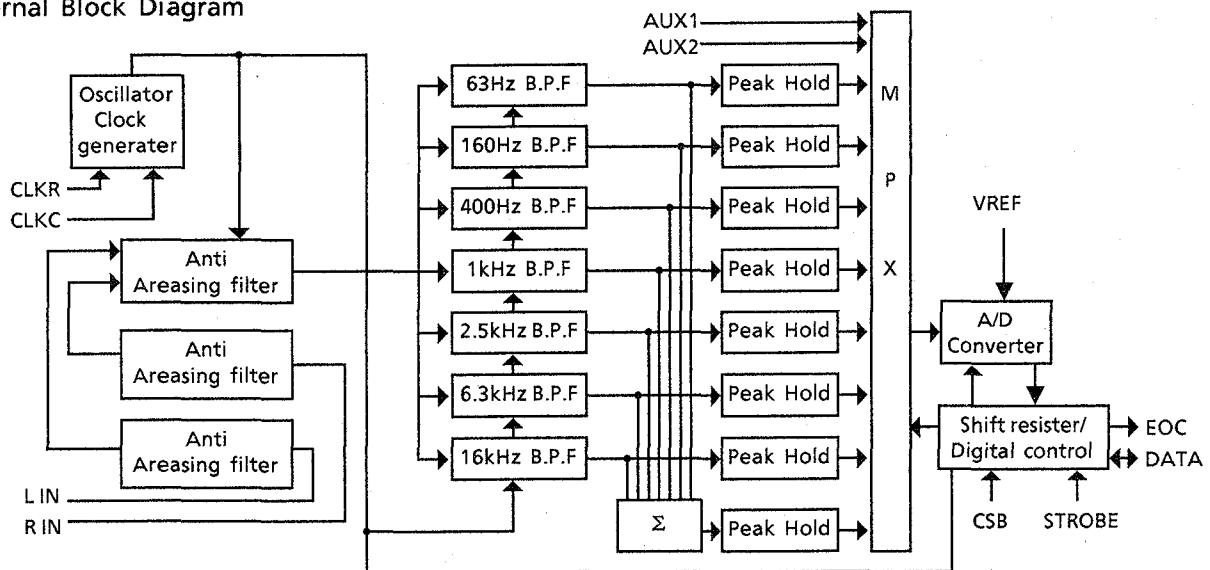 ernal Block Diagram
AUX1
AUX2
Oscillator
Clock
generater
CLKR
CLKC
Anti
Areasing filter
Anti
Areasing filter
Anti
Areasing filter
L IN
R IN
63Hz B.P.F
160Hz B.P.F
400Hz B.P.F
1kHz B.P.F
2.5kHz B.P.F
6.3kHz B.P.F
16kHz B.P.F
Σ
Peak Hold
Peak Hold
Peak Hold
Peak Hold
Peak Hold
Peak Hold
Peak Hold
Peak Hold
M
P
X
VREF
A/D
Converter
Shift resister/
Digital control
EOC
DATA
CSB
STROBE